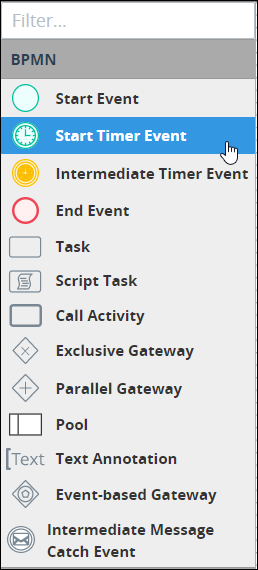 Filter...
BPMN
Start Event
Start Timer Event
Intermediate Timer Event
End Event
Task
Script Task
Call Activity
Exclusive Gateway
Parallel Gateway
Pool
[Text Text Annotation
Event-based Gateway
Intermediate Message
Catch Event